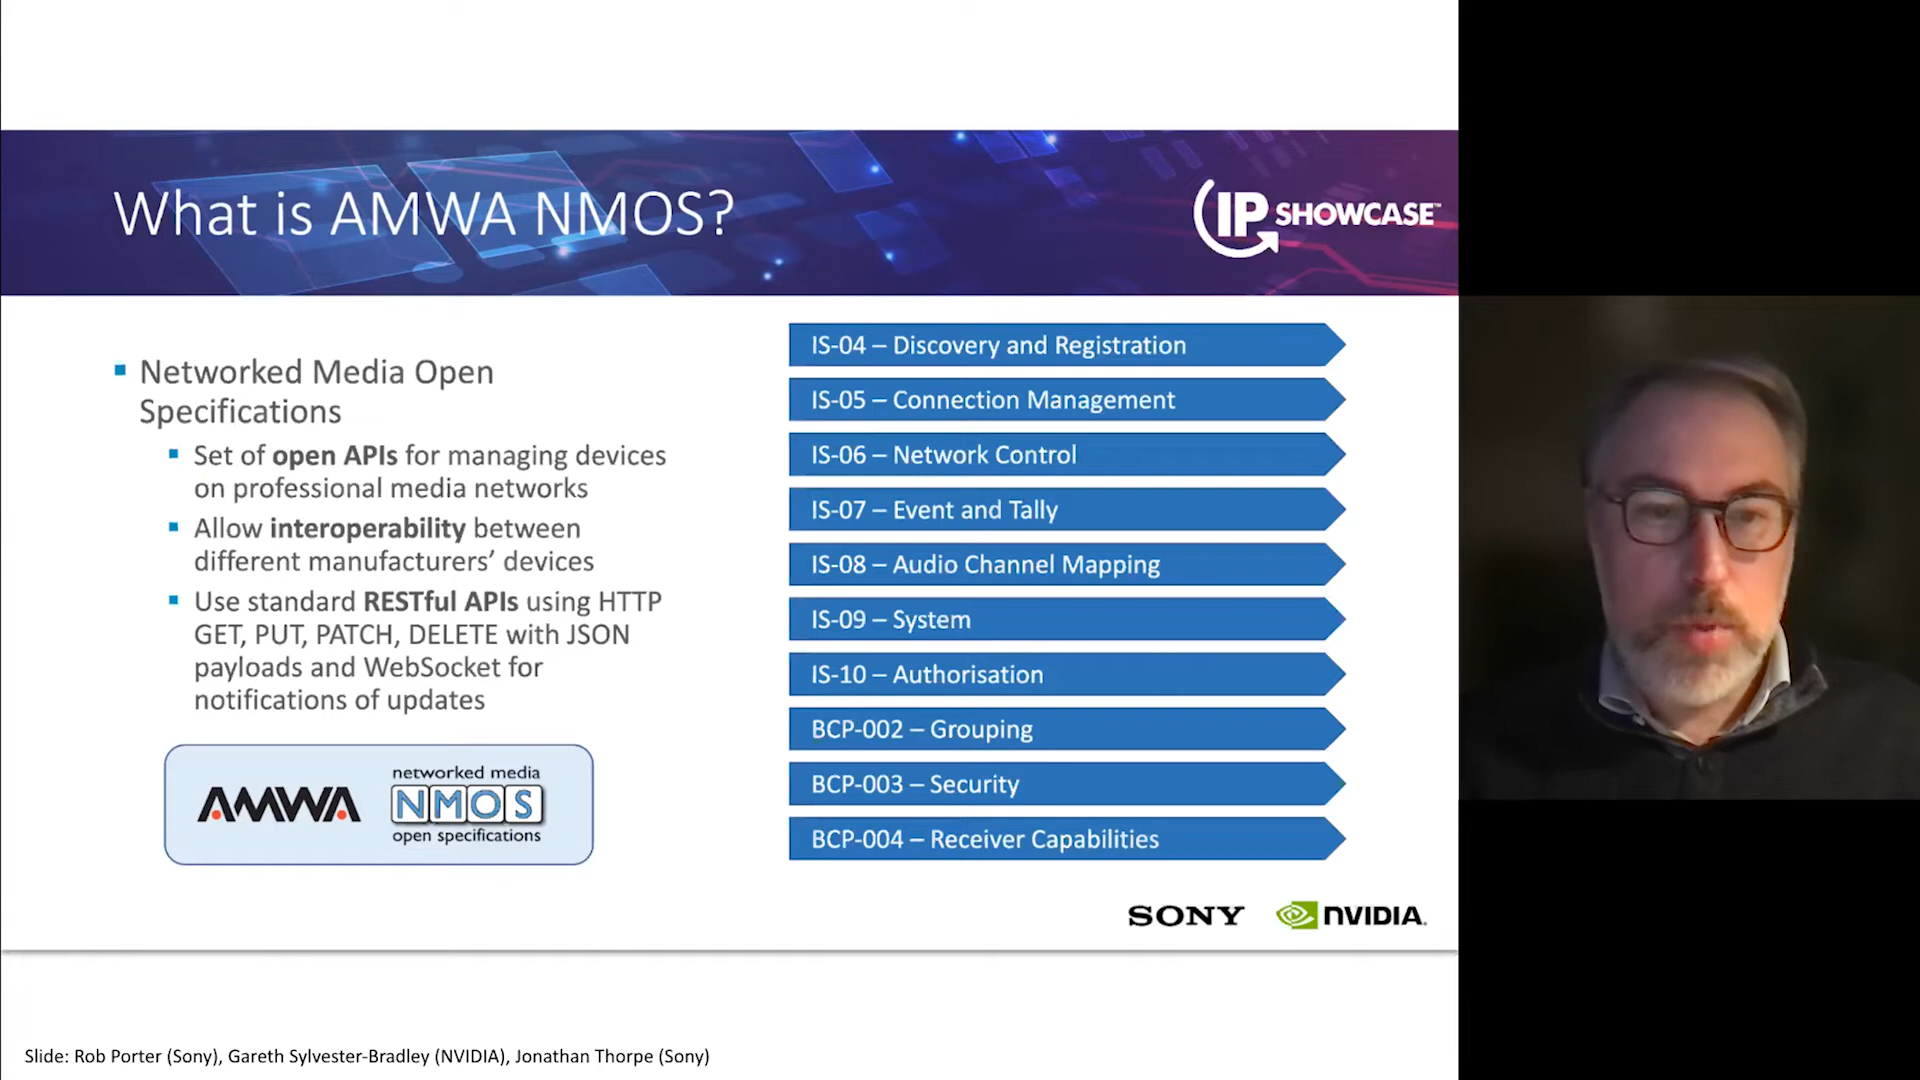 What is AMWA NMOS?
IP SHOWCASE™
Networked Media Open
Specifications
Set of open APIs for managing devices
on professional media networks
Allow interoperability between
different manufacturers’ devices
Use standard RESTful APIs using HTTP
GET, PUT, PATCH, DELETE with JSON
payloads and WebSocket for
notifications of updates
AMWA
networked media
NMOS
open specifications
IS-04 – Discovery and Registration
IS-05 – Connection Management
IS-06 – Network Control
IS-07 – Event and Tally
IS-08 – Audio Channel Mapping
IS-09 – System
IS-10 – Authorisation
BCP-002 – Grouping
BCP-003 – Security
BCP-004 – Receiver Capabilities
SONY
NVIDIA.
Slide: Rob Porter (Sony), Gareth Sylvester-Bradley (NVIDIA), Jonathan Thorpe (Sony)